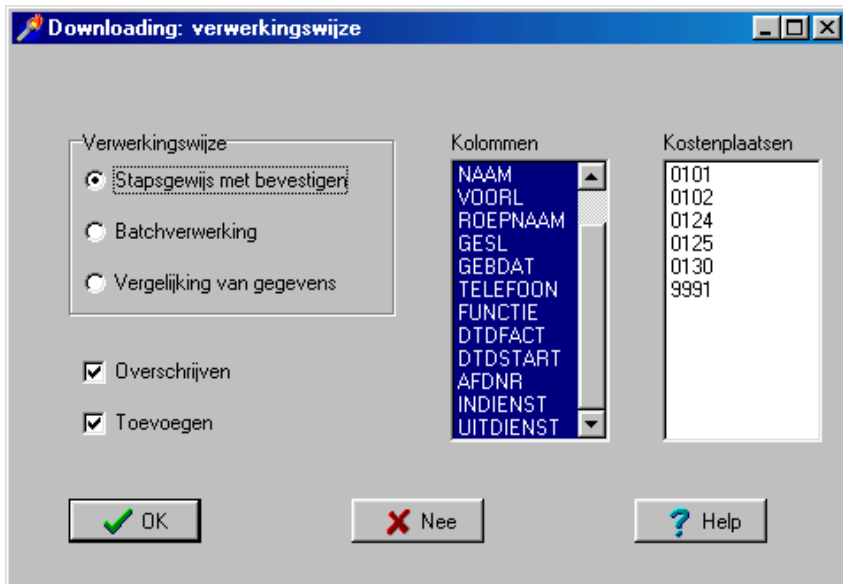 Downloading: verwerkingswijze
Verwerkingswijze
Stapsgewijs met bevestigen
Batchverwerking
Vergelijking van gegevens
Overschrijven
Toevoegen
Kolommen
NAAM
VOORL
ROEPNAAM
GESL
GEBDAT
TELEFOON
FUNCTIE
DTDFACT
DTDSTART
AFDNR
INDIENST
UITDIENST
Kostenplaatsen
0101
0102
0124
0125
0130
9991
OK
Nee
? Help